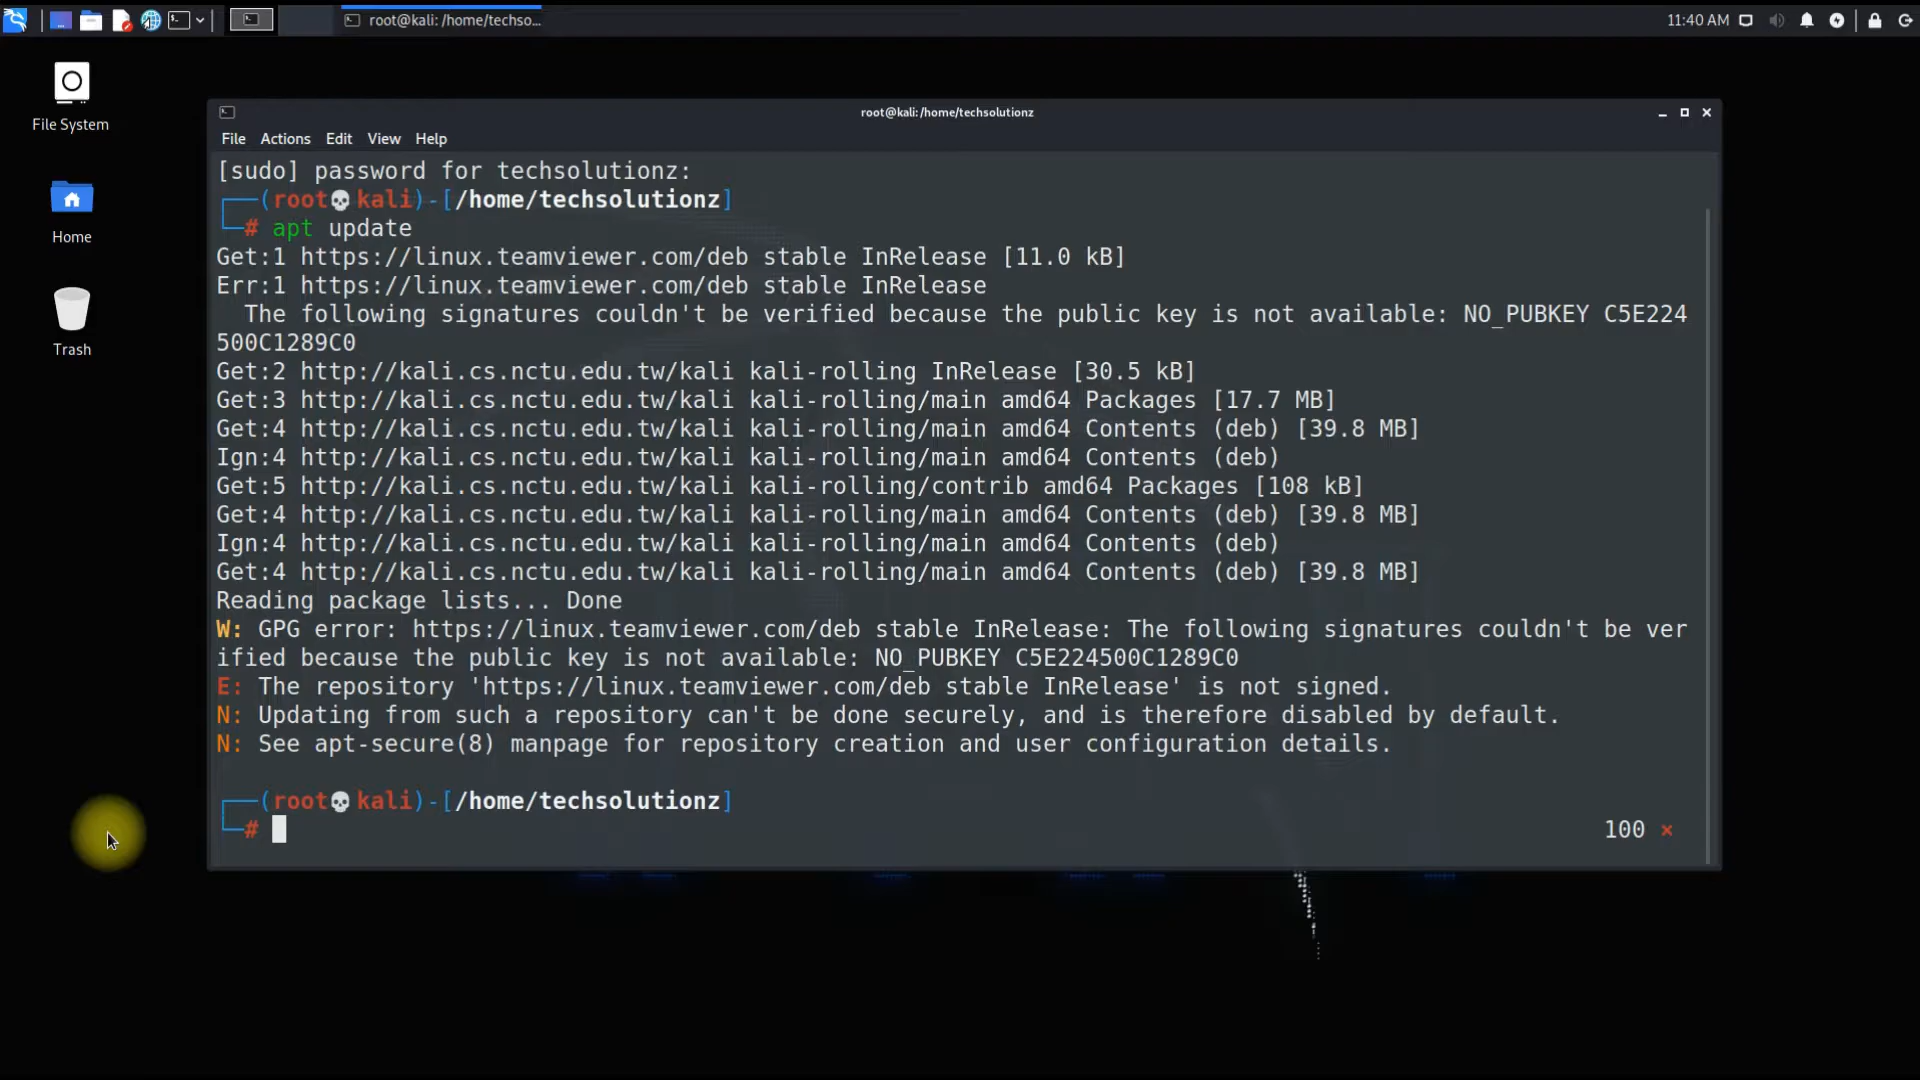 root@kali: /home/techso...
11:40 AM
File System
Home
Trash
root@kali:/home/techsolutionz
File Actions Edit View Help
[sudo] password for techsolutionz:
┌──(root💀kali)-[/home/techsolutionz]
└─# apt update
Get:1 https://linux.teamviewer.com/deb stable InRelease [11.0 kB]
Err:1 https://linux.teamviewer.com/deb stable InRelease
  The following signatures couldn't be verified because the public key is not available: NO_PUBKEY C5E224
500C1289C0
Get:2 http://kali.cs.nctu.edu.tw/kali kali-rolling InRelease [30.5 kB]
Get:3 http://kali.cs.nctu.edu.tw/kali kali-rolling/main amd64 Packages [17.7 MB]
Get:4 http://kali.cs.nctu.edu.tw/kali kali-rolling/main amd64 Contents (deb) [39.8 MB]
Ign:4 http://kali.cs.nctu.edu.tw/kali kali-rolling/main amd64 Contents (deb)
Get:5 http://kali.cs.nctu.edu.tw/kali kali-rolling/contrib amd64 Packages [108 kB]
Get:4 http://kali.cs.nctu.edu.tw/kali kali-rolling/main amd64 Contents (deb) [39.8 MB]
Ign:4 http://kali.cs.nctu.edu.tw/kali kali-rolling/main amd64 Contents (deb)
Get:4 http://kali.cs.nctu.edu.tw/kali kali-rolling/main amd64 Contents (deb) [39.8 MB]
Reading package lists... Done
W: GPG error: https://linux.teamviewer.com/deb stable InRelease: The following signatures couldn't be ver
ified because the public key is not available: NO_PUBKEY C5E224500C1289C0
E: The repository 'https://linux.teamviewer.com/deb stable InRelease' is not signed.
N: Updating from such a repository can't be done securely, and is therefore disabled by default.
N: See apt-secure(8) manpage for repository creation and user configuration details.
┌──(root💀kali)-[/home/techsolutionz]
└─# 100 ×